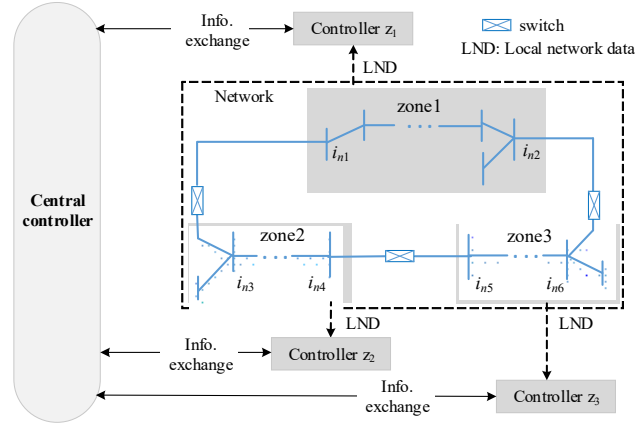 Info.
exchange
Controller z1
switch
LND: Local network data
LND
Network
zone1
in1
in2
Central
controller
zone2
zone3
in3
in4
in5
in6
LND
LND
Info.
exchange
Controller z2
Info.
exchange
Controller z3